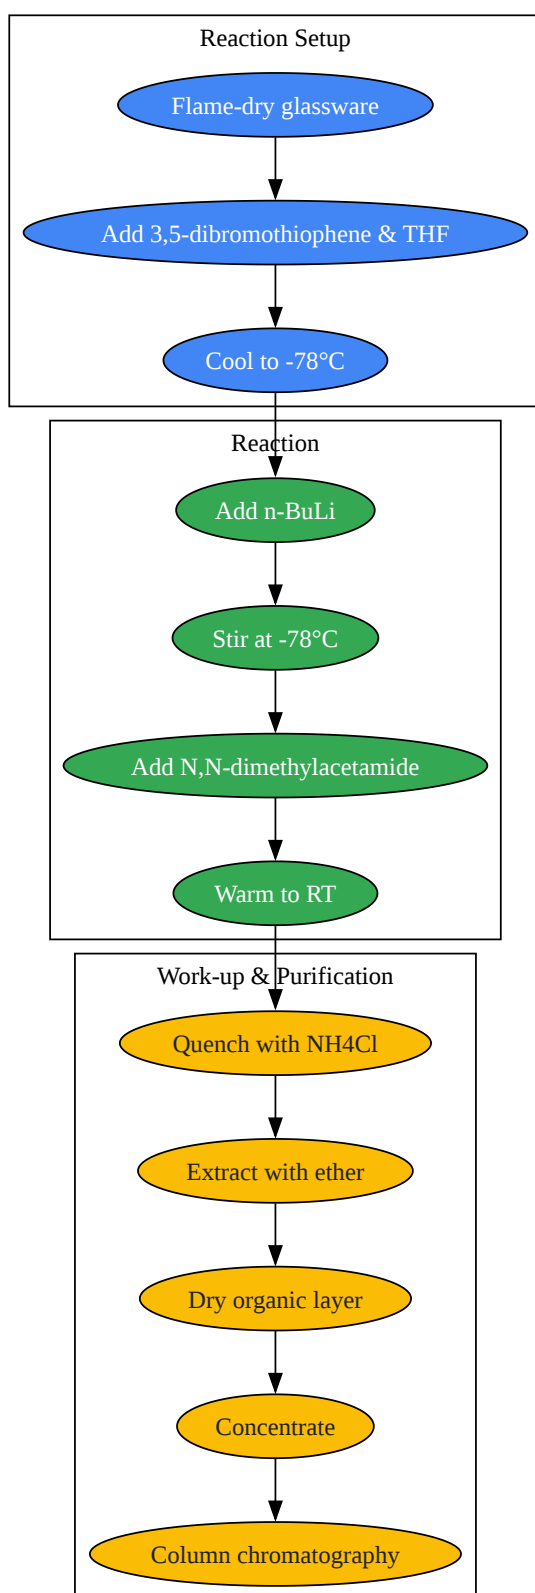 Reaction Setup
Flame-dry glassware
Add 3,5-dibromothiophene & THF
Cool to -78°C
Reaction
Add n-BuLi
Stir at -78°C
Add N,N-dimethylacetamide
Warm to RT
Work-up & Purification
Quench with NH4Cl
Extract with ether
Dry organic layer
Concentrate
Column chromatography